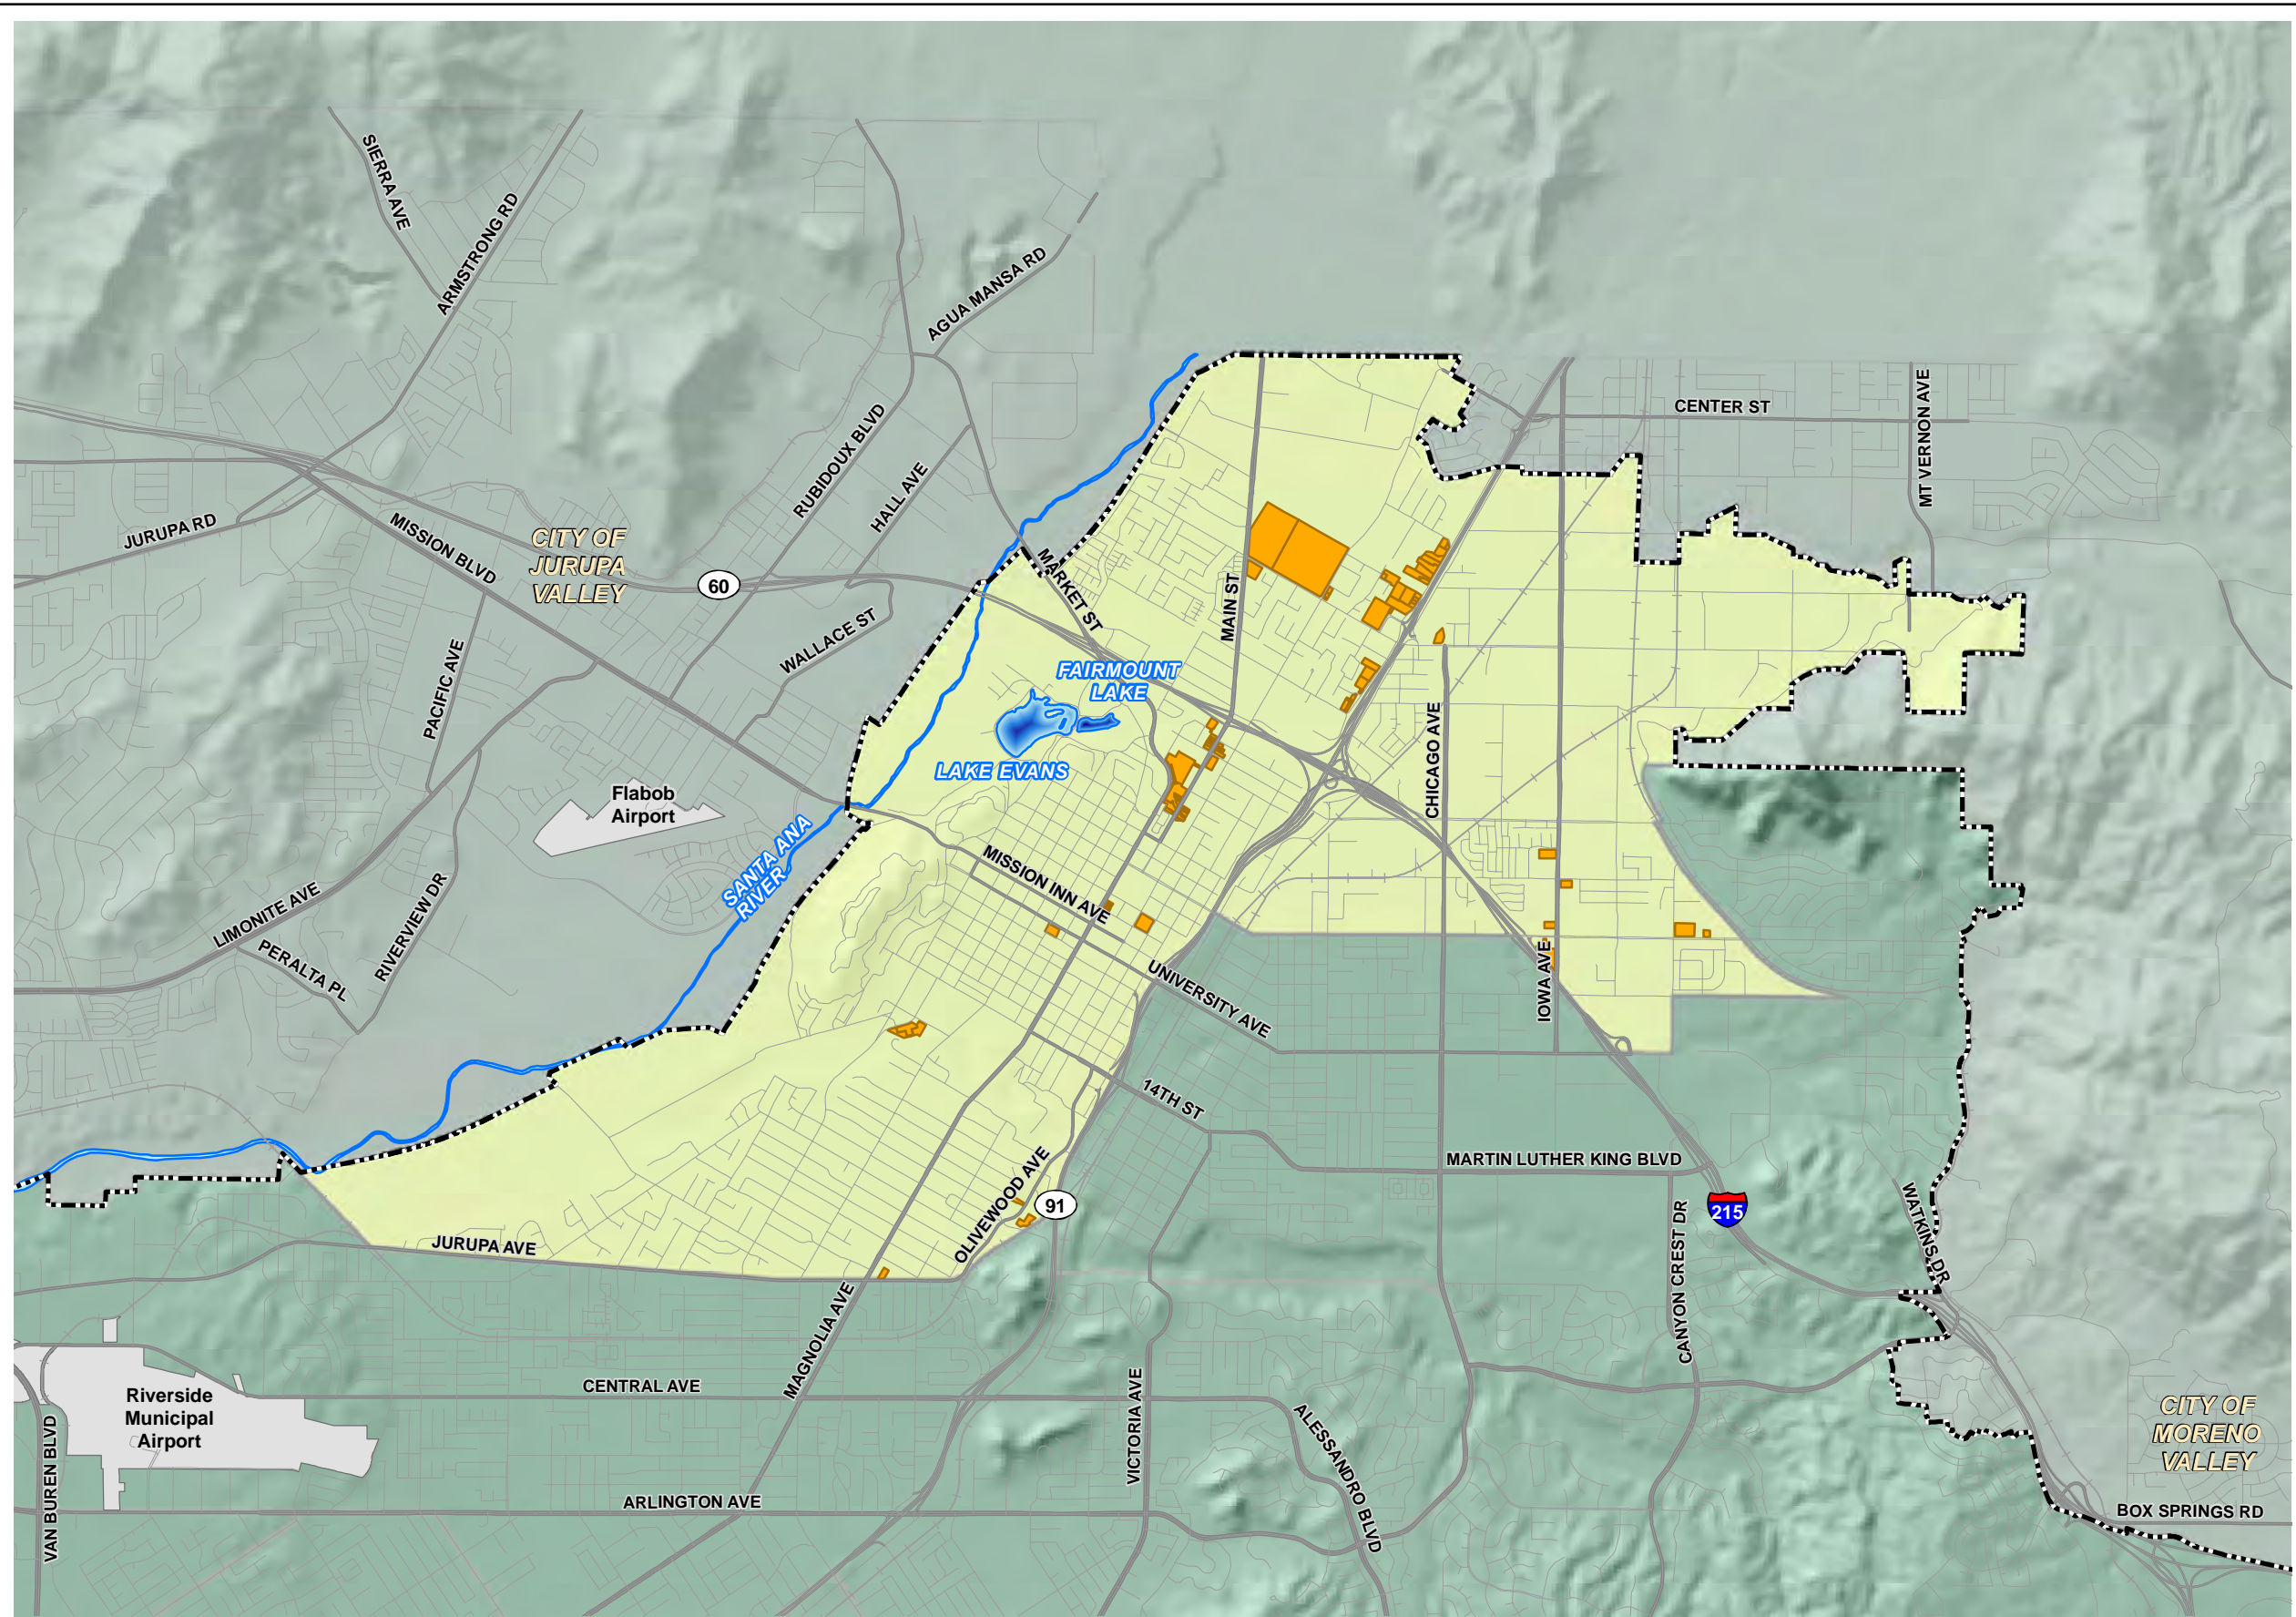 SIERRA AVE
ARMSTRONG RD
AGUA MANSA RD
CENTER ST
MT VERNON AVE
RUBIDOUX BLVD
HALL AVE
JURUPA RD
MISSION BLVD
CITY OF
JURUPA
VALLEY
60
MARKET ST
MAIN ST
WALLACE ST
PACIFIC AVE
FAIRMOUNT
LAKE
LAKE EVANS
CHICAGO AVE
Flabob
Airport
SANTA ANA
RIVER
MISSION INN AVE
LIMONITE AVE
PERALTA PL
RIVERVIEW DR
UNIVERSITY AVE
IOWA AVE
14TH ST
MARTIN LUTHER KING BLVD
OLIVEWOOD AVE
91
215
WATKINS DR
CANYON CREST DR
JURUPA AVE
MAGNOLIA AVE
CENTRAL AVE
Riverside
Municipal
Airport
VICTORIA AVE
ALESSANDRO BLVD
CITY OF
MORENO
VALLEY
VAN BUREN BLVD
ARLINGTON AVE
BOX SPRINGS RD